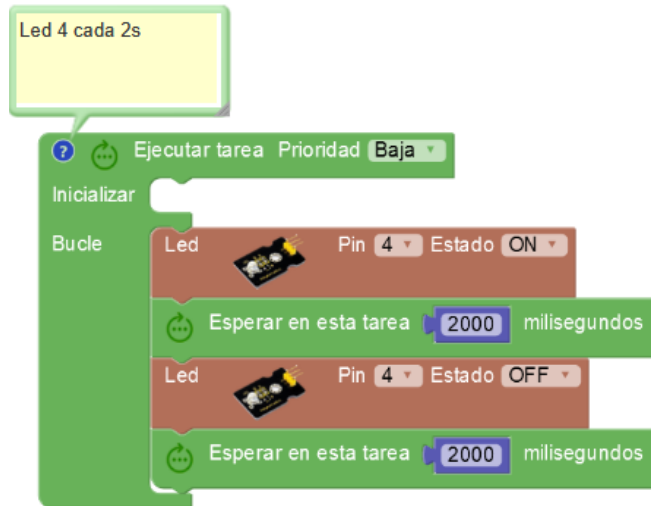 Led 4 cada 2s
? Ejecutar tarea Prioridad Baja
Inicializar
Bucle Led Pin 4 Estado ON
Esperar en esta tarea 2000 milisegundos
Led Pin 4 Estado OFF
Esperar en esta tarea 2000 milisegundos